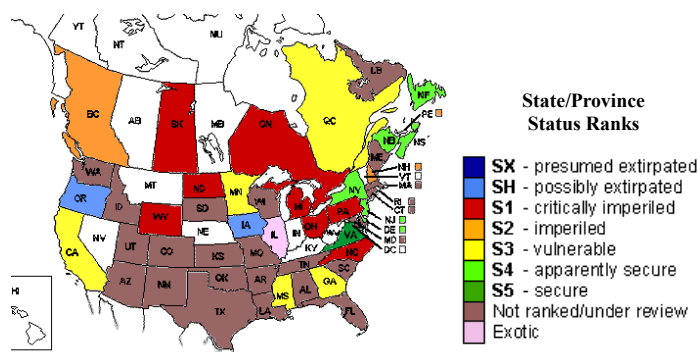 YT
NT
NU
LB
BC
AB
SK
MB
ON
QC
NF
PE
NB
NS
ME
NH
VT
MA
RI
CT
NJ
DE
MD
DC
WA
MT
ND
MN
WI
MI
NY
OR
ID
WY
SD
IA
PA
NV
UT
CO
NE
KS
MO
IL
IN
OH
KY
WV
VA
CA
AZ
NM
OK
AR
TN
NC
SC
TX
LA
MS
AL
GA
FL
HI
State/Province
Status Ranks
SX - presumed extirpated
SH - possibly extirpated
S1 - critically imperiled
S2 - imperiled
S3 - vulnerable
S4 - apparently secure
S5 - secure
Not ranked/under review
Exotic